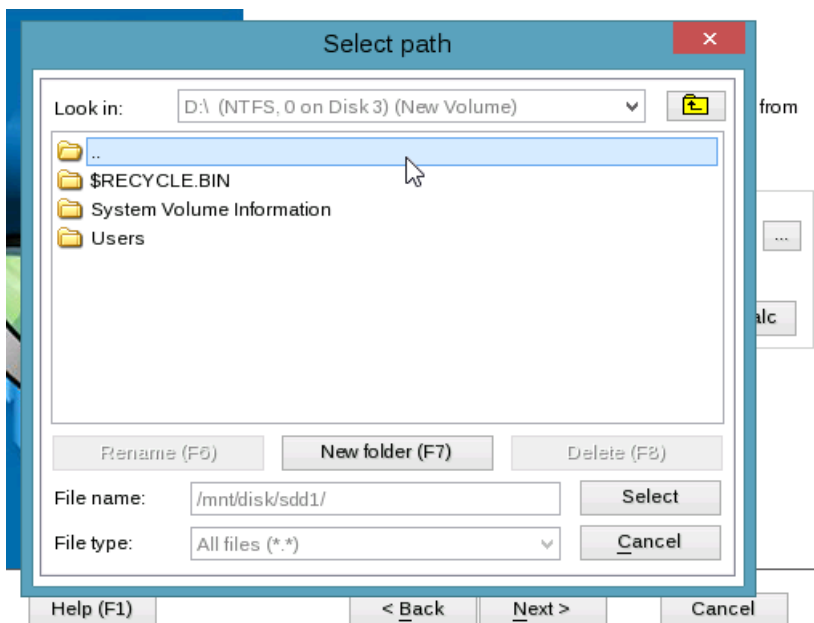 Select path
Look in:
D:\ (NTFS, 0 on Disk 3) (New Volume)
from
..
$RECYCLE.BIN
System Volume Information
Users
...
alc
Rename (F6)
New folder (F7)
Delete (F8)
File name:
/mnt/disk/sdd1/
Select
File type:
All files (*.*)
Cancel
Help (F1)
< Back
Next >
Cancel